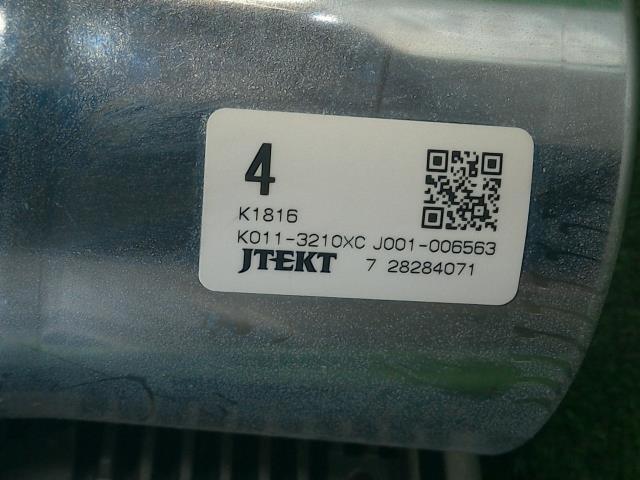 4
K1816
K011-3210XC J001-006563
JTEKT 7 28284071